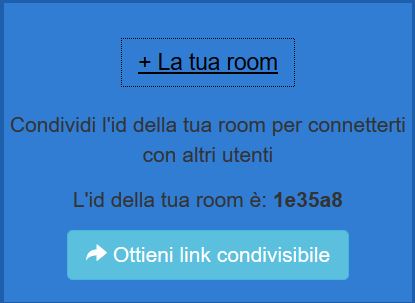 + La tua room
Condividi l'id della tua room per connetterti
con altri utenti
L'id della tua room è: 1e35a8
Ottieni link condivisibile